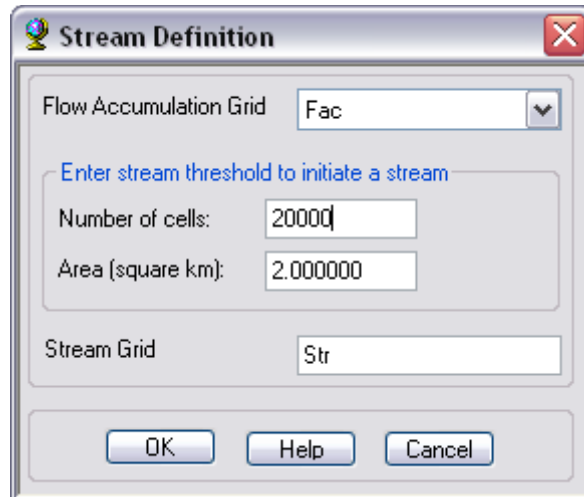 Stream Definition
Flow Accumulation Grid Fac
Enter stream threshold to initiate a stream
Number of cells: 20000
Area (square km): 2.000000
Stream Grid Str
OK Help Cancel